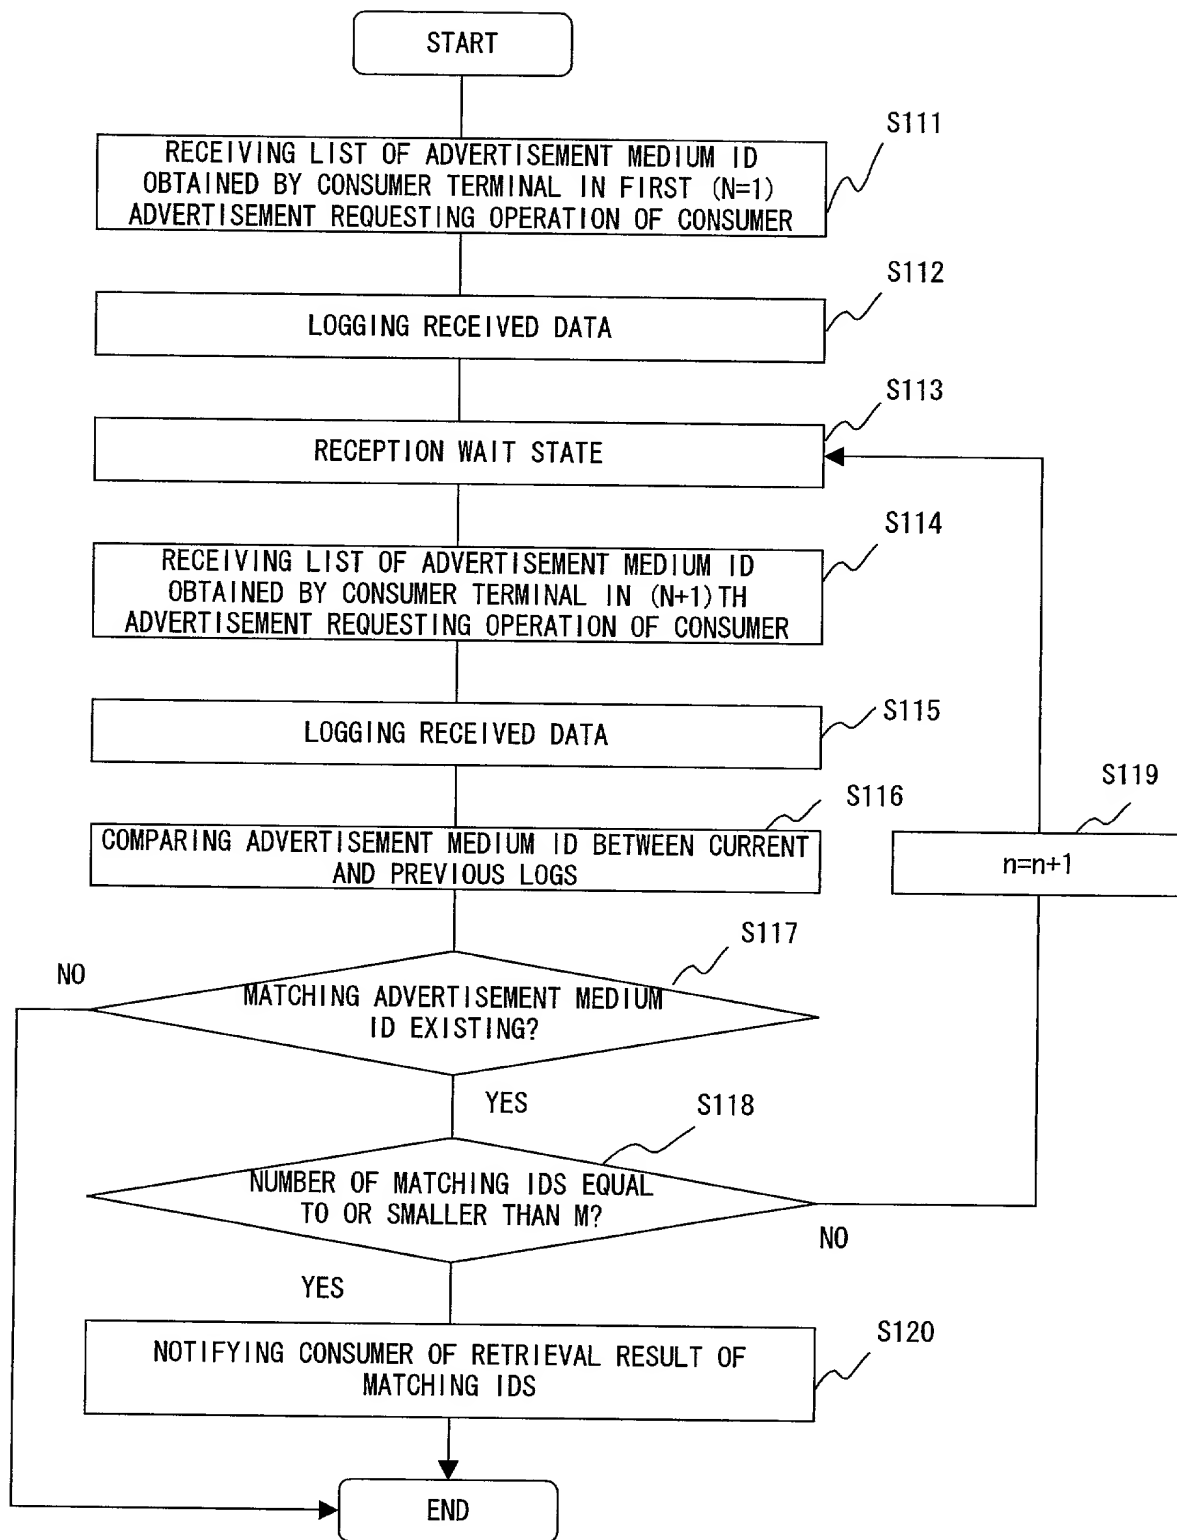 START
S111
RECEIVING LIST OF ADVERTISEMENT MEDIUM ID
OBTAINED BY CONSUMER TERMINAL IN FIRST (N=1)
ADVERTISEMENT REQUESTING OPERATION OF CONSUMER
S112
LOGGING RECEIVED DATA
S113
RECEPTION WAIT STATE
S114
RECEIVING LIST OF ADVERTISEMENT MEDIUM ID
OBTAINED BY CONSUMER TERMINAL IN (N+1)TH
ADVERTISEMENT REQUESTING OPERATION OF CONSUMER
S115
LOGGING RECEIVED DATA
S116
COMPARING ADVERTISEMENT MEDIUM ID BETWEEN CURRENT
AND PREVIOUS LOGS
S119
n=n+1
S117
NO
MATCHING ADVERTISEMENT MEDIUM
ID EXISTING?
YES
S118
NUMBER OF MATCHING IDS EQUAL
TO OR SMALLER THAN M?
NO
YES
S120
NOTIFYING CONSUMER OF RETRIEVAL RESULT OF
MATCHING IDS
END